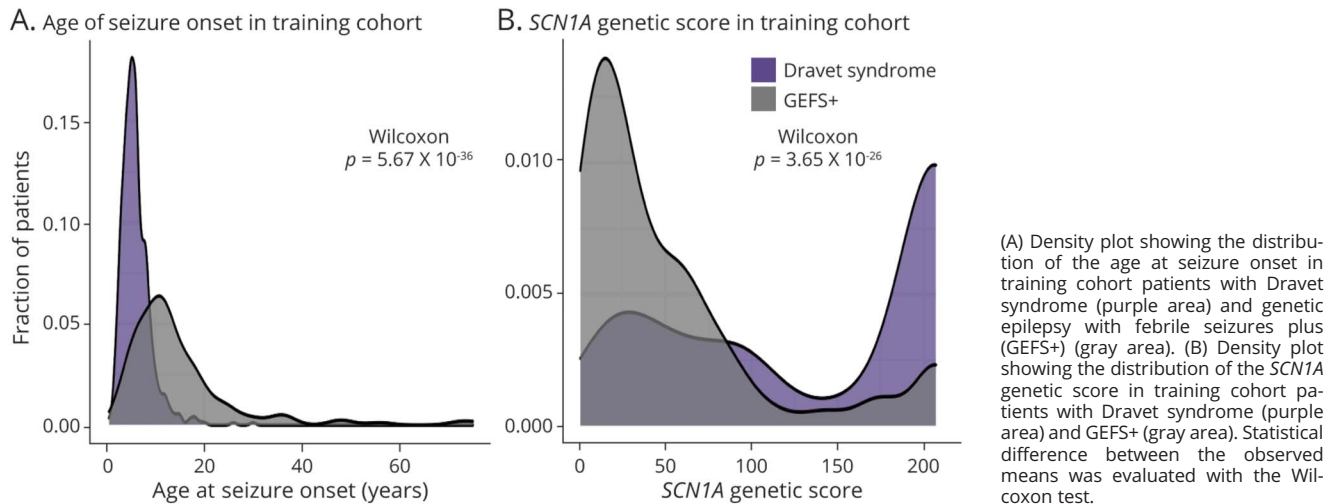 A. Age of seizure onset in training cohort
Fraction of patients
0.15
0.10
0.05
0.00
Wilcoxon
p = 5.67 X 10-36
0
20
40
60
Age at seizure onset (years)
B. SCN1A genetic score in training cohort
Dravet syndrome
GEFS+
Wilcoxon
p = 3.65 X 10-26
0.010
0.005
0.000
0
50
100
150
200
SCN1A genetic score
(A) Density plot showing the distribu-
tion of the age at seizure onset in
training cohort patients with Dravet
syndrome (purple area) and genetic
epilepsy with febrile seizures plus
(GEFS+) (gray area). (B) Density plot
showing the distribution of the SCN1A
genetic score in training cohort pa-
tients with Dravet syndrome (purple
area) and GEFS+ (gray area). Statistical
difference between the observed
means was evaluated with the Wil-
coxon test.